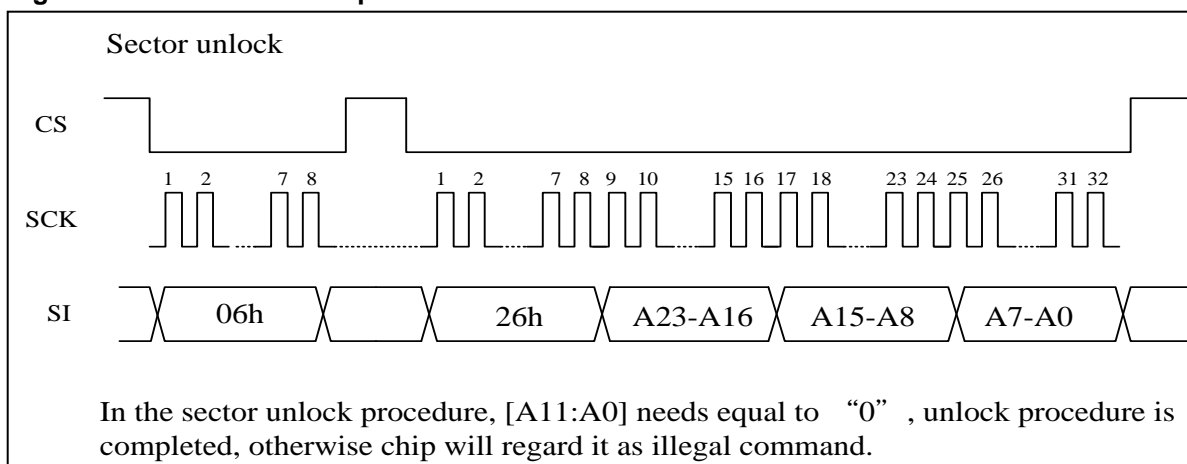 Sector unlock
CS
1 2 7 8 1 2 7 8 9 10 15 16 17 18 23 24 25 26 31 32
SCK
SI 06h 26h A23-A16 A15-A8 A7-A0
In the sector unlock procedure, [A11:A0] needs equal to “0” , unlock procedure is
completed, otherwise chip will regard it as illegal command.